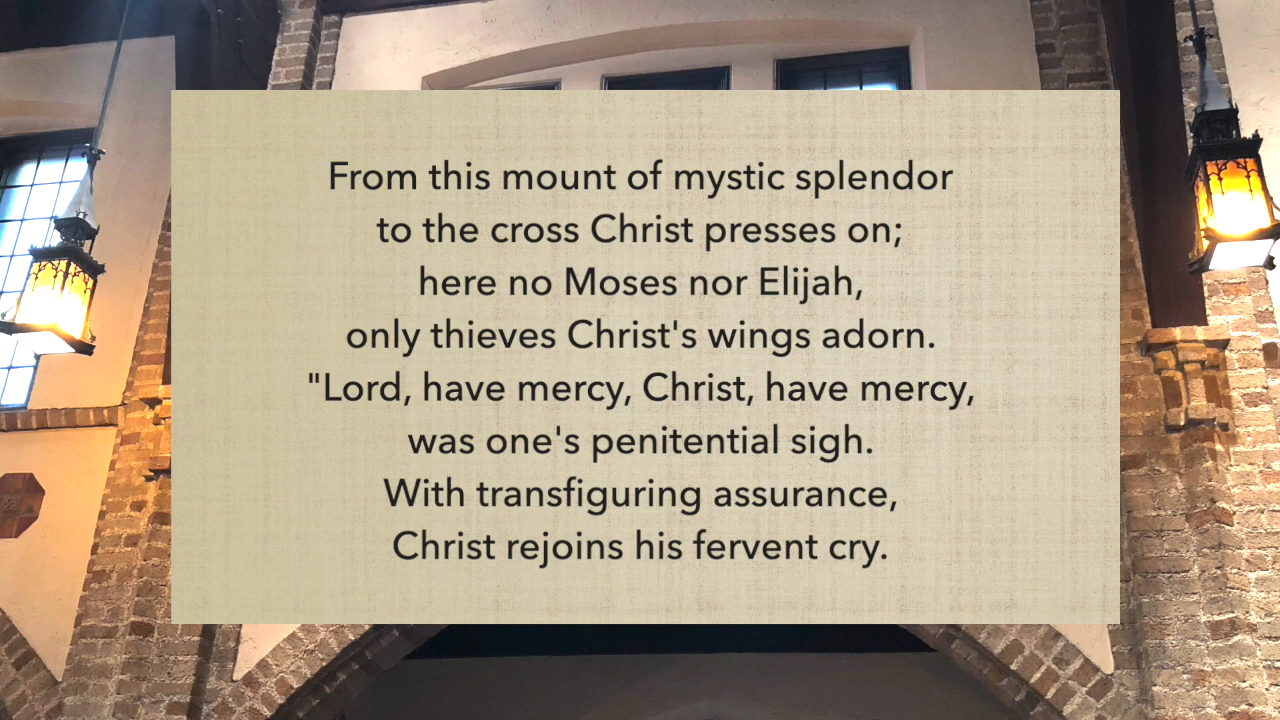 From this mount of mystic splendor
to the cross Christ presses on;
here no Moses nor Elijah,
only thieves Christ's wings adorn.
"Lord, have mercy, Christ, have mercy,
was one's penitential sigh.
With transfiguring assurance,
Christ rejoins his fervent cry.